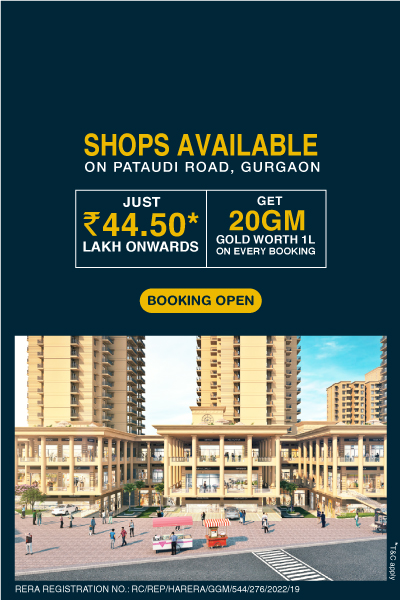 SHOPS AVAILABLE
ON PATAUDI ROAD, GURGAON
JUST
₹44.50*
LAKH ONWARDS
GET
20GM
GOLD WORTH 1L
ON EVERY BOOKING
BOOKING OPEN
*T&C apply
RERA REGISTRATION NO.: RC/REP/HARERA/GGM/544/276/2022/19